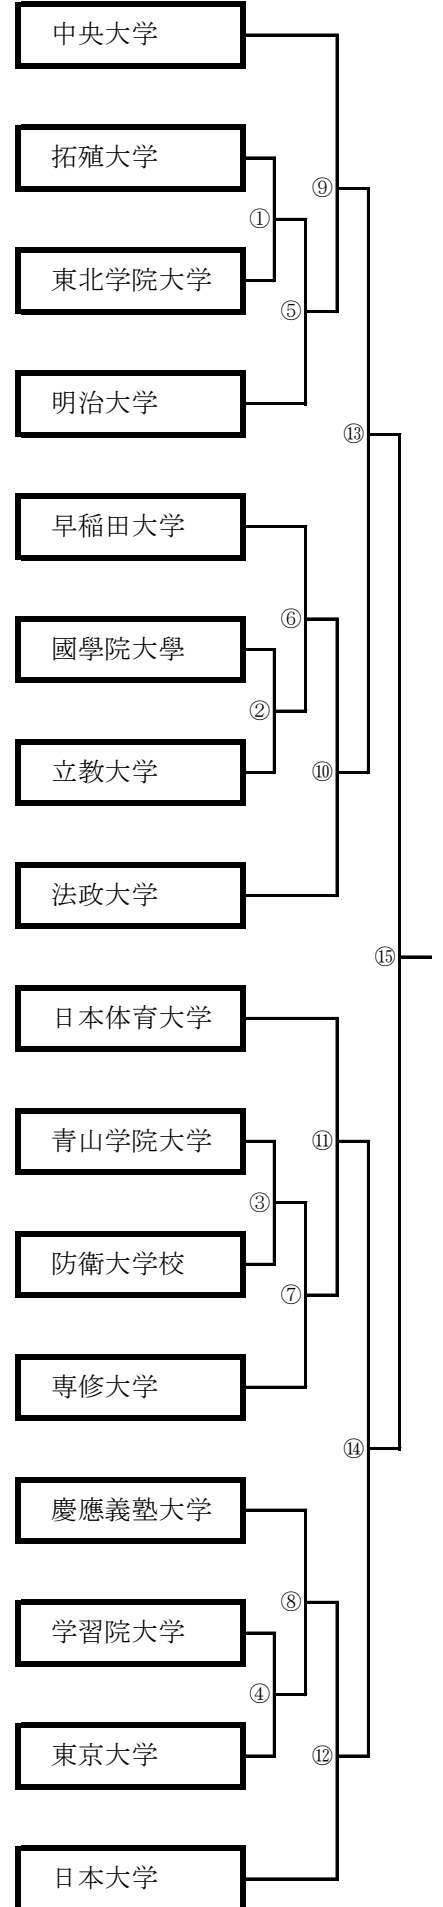 中央大学
⑨
拓殖大学
①
東北学院大学
⑤
明治大学
⑬
早稲田大学
⑥
國學院大學
②
立教大学
⑩
法政大学
⑮
日本体育大学
青山学院大学
⑪
③
防衛大学校
⑦
専修大学
⑭
慶應義塾大学
⑧
学習院大学
④
東京大学
⑫
日本大学